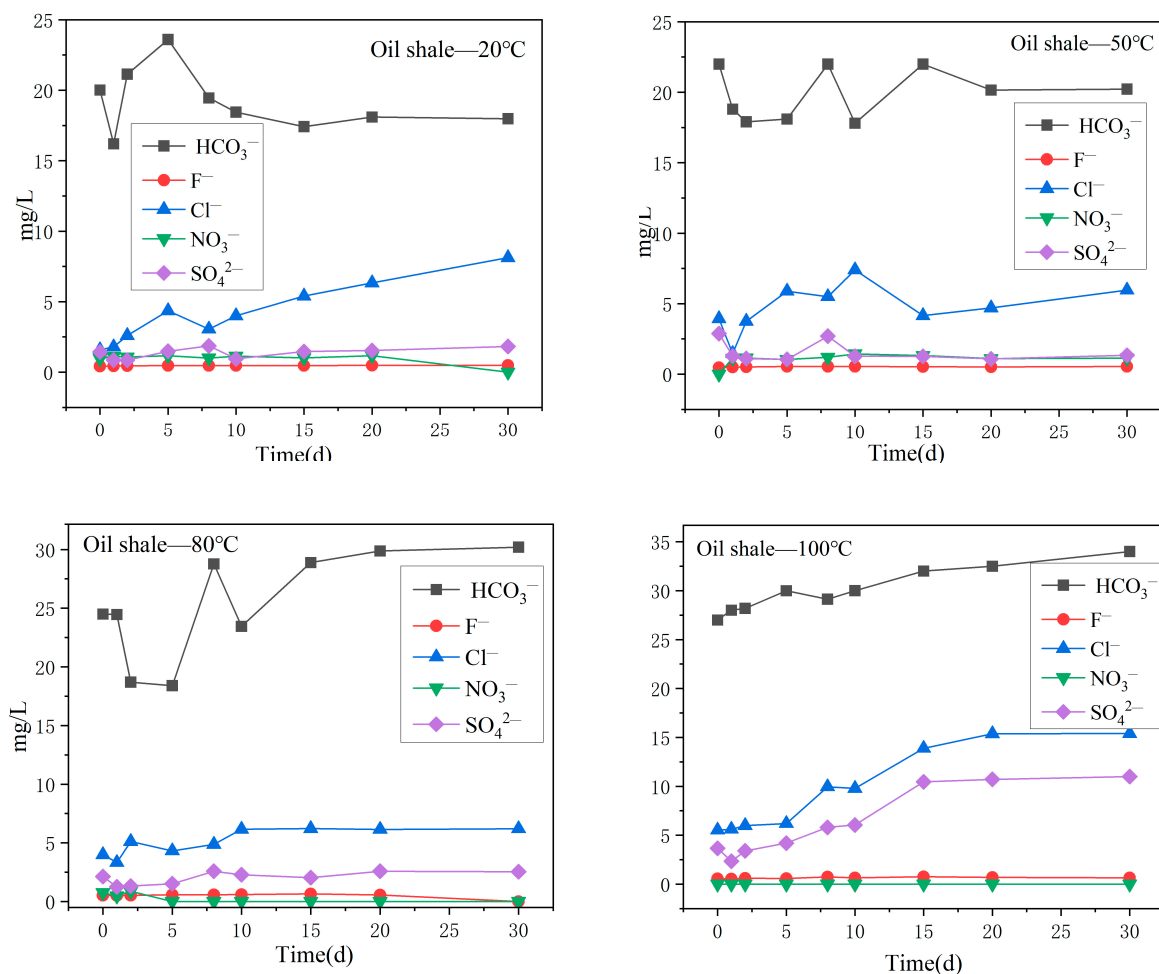 Oil shale—20℃
25
20
15
10
5
0
mg/L
HCO₃⁻
F⁻
Cl⁻
NO₃⁻
SO₄²⁻
0 5 10 15 20 25 30
Time(d)
Oil shale—50℃
25
20
15
10
5
0
mg/L
HCO₃⁻
F⁻
Cl⁻
NO₃⁻
SO₄²⁻
0 5 10 15 20 25 30
Time(d)
Oil shale—80℃
30
25
20
15
10
5
0
mg/L
HCO₃⁻
F⁻
Cl⁻
NO₃⁻
SO₄²⁻
0 5 10 15 20 25 30
Time(d)
Oil shale—100℃
35
30
25
20
15
10
5
0
HCO₃⁻
F⁻
Cl⁻
NO₃⁻
SO₄²⁻
0 5 10 15 20 25 30
Time(d)